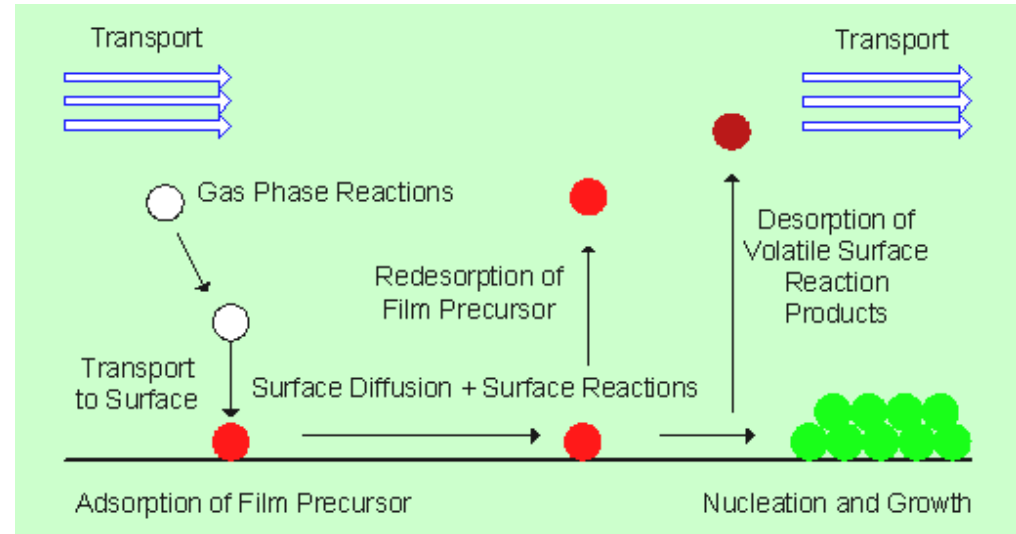 Transport
Transport
Gas Phase Reactions
Desorption of
Volatile Surface
Reaction
Products
Redesorption of
Film Precursor
Transport
to Surface
Surface Diffusion + Surface Reactions
Adsorption of Film Precursor
Nucleation and Growth